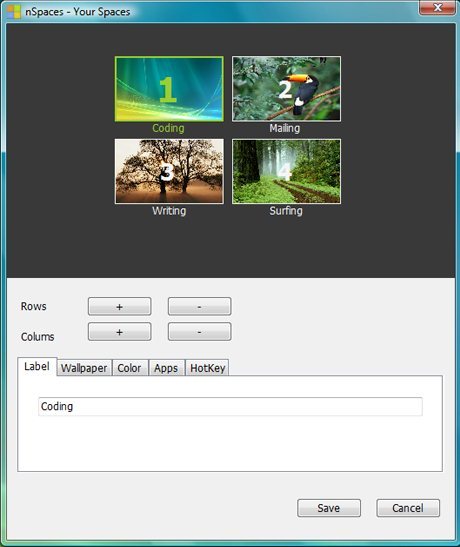 nSpaces - Your Spaces
1
2
Coding
Mailing
3
4
Writing
Surfing
Rows + -
Colums + -
Label Wallpaper Color Apps HotKey
Coding
Save Cancel